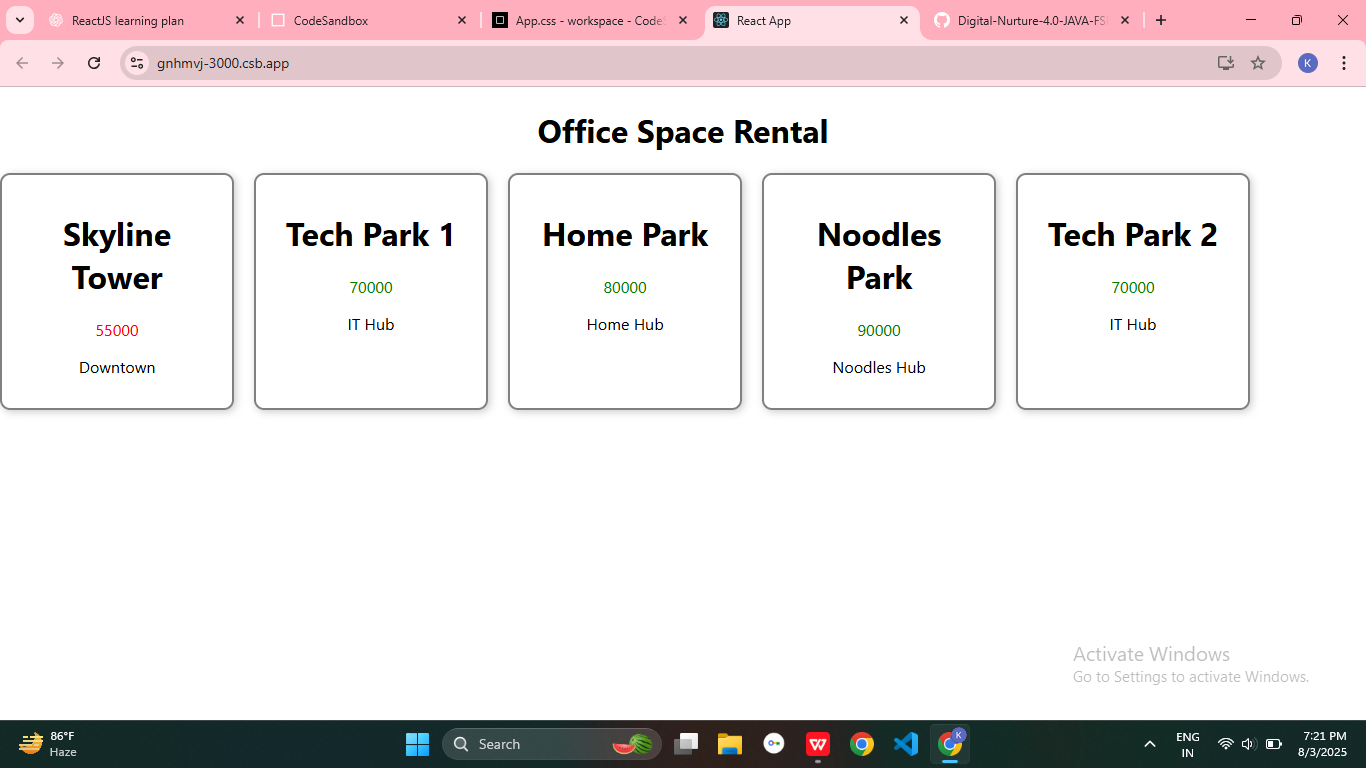 ReactJS learning plan
CodeSandbox
App.css - workspace - CodeS
React App
Digital-Nurture-4.0-JAVA-FS
gnhmvj-3000.csb.app
K
Office Space Rental
Skyline
Tower
55000
Downtown
Tech Park 1
70000
IT Hub
Home Park
80000
Home Hub
Noodles
Park
90000
Noodles Hub
Tech Park 2
70000
IT Hub
Activate Windows
Go to Settings to activate Windows.
86°F
Haze
Search
W
K
ENG
IN
7:21 PM
8/3/2025